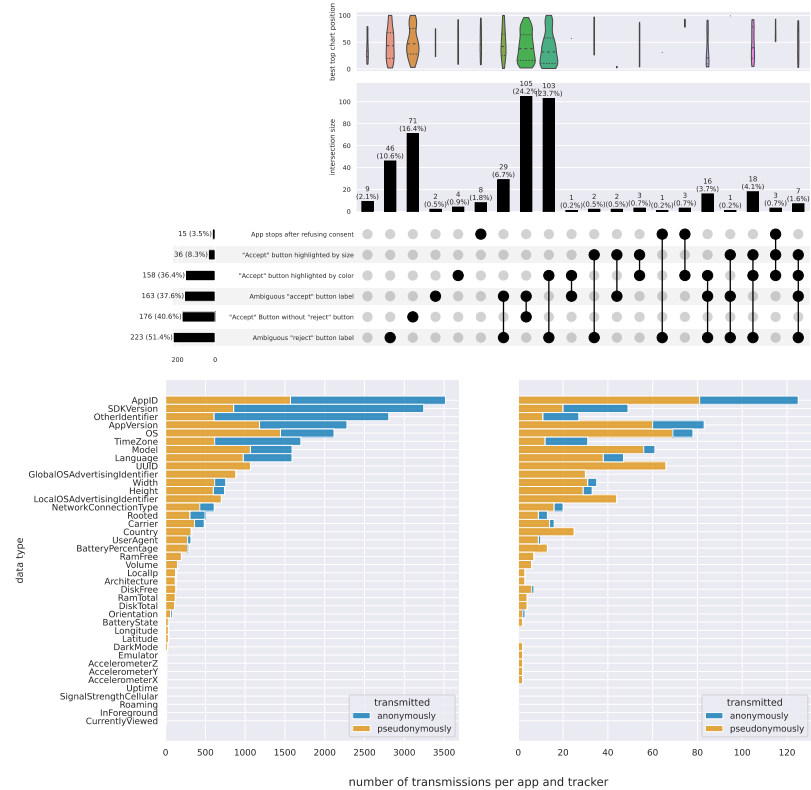 best top chart position
100
50
0
intersection size
100
80
60
40
20
0
9
(2.1%)
46
(10.6%)
71
(16.4%)
2
(0.5%)
4
(0.9%)
8
(1.8%)
29
(6.7%)
105
(24.2%)
103
(23.7%)
1
(0.2%)
2
(0.5%)
2
(0.5%)
3
(0.7%)
1
(0.2%)
3
(0.7%)
16
(3.7%)
1
(0.2%)
18
(4.1%)
3
(0.7%)
7
(1.6%)
15 (3.5%) App stops after refusing consent
36 (8.3%) "Accept" button highlighted by size
158 (36.4%) "Accept" button highlighted by color
163 (37.6%) Ambiguous "accept" button label
176 (40.6%) "Accept" Button without "reject" button
223 (51.4%) Ambiguous "reject" button label
200 0
data type
AppID
SDKVersion
OtherIdentifier
AppVersion
OS
TimeZone
Model
Language
UUID
GlobalOSAdvertisingIdentifier
Width
Height
LocalOSAdvertisingIdentifier
NetworkConnectionType
Rooted
Carrier
Country
UserAgent
BatteryPercentage
RamFree
Volume
LocalIp
Architecture
DiskFree
RamTotal
DiskTotal
Orientation
BatteryState
Longitude
Latitude
DarkMode
Emulator
AccelerometerZ
AccelerometerY
AccelerometerX
Uptime
SignalStrengthCellular
Roaming
InForeground
CurrentlyViewed
transmitted
anonymously
pseudonymously
0 500 1000 1500 2000 2500 3000 3500
transmitted
anonymously
pseudonymously
0 20 40 60 80 100 120
number of transmissions per app and tracker